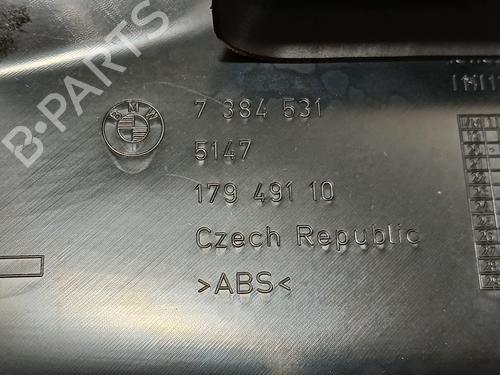 B-PARTS
BMW
7 384 531
5147
179 491 10
Czech Republic
>ABS<